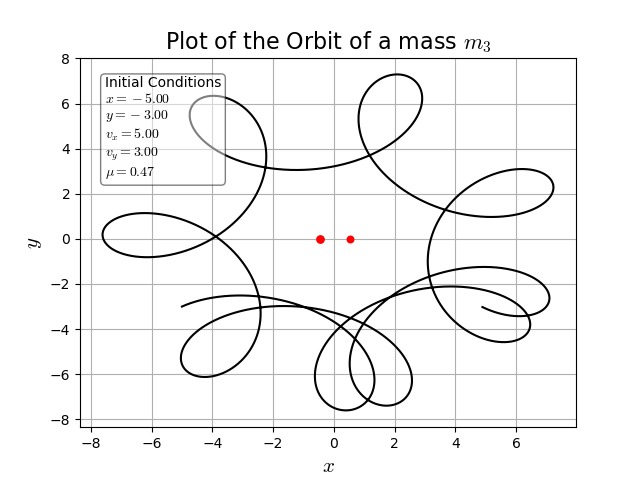 Plot of the Orbit of a mass m₃
Initial Conditions
x = −5.00
y = −3.00
vₓ = 5.00
v_y = 3.00
μ = 0.47
8
6
4
2
0
−2
−4
−6
−8
y
−8 −6 −4 −2 0 2 4 6
x